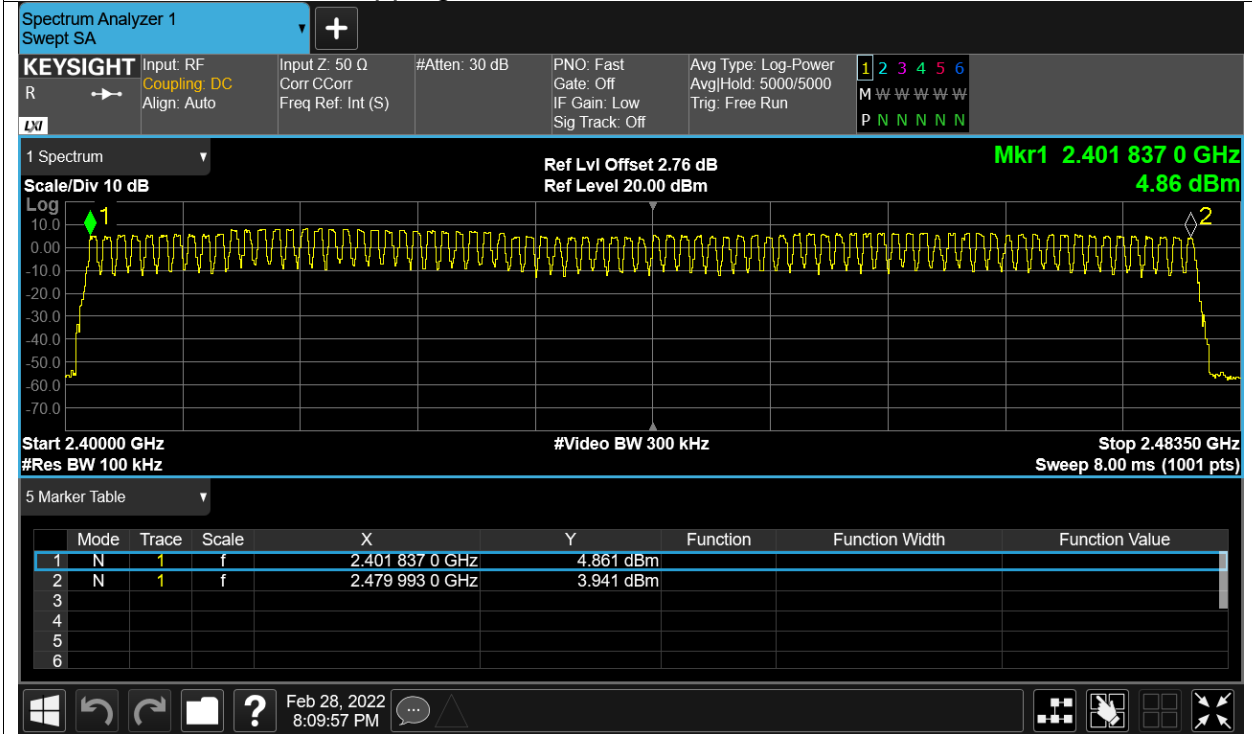 Spectrum Analyzer 1
Swept SA
+
KEYSIGHT
R
LXI
Input: RF
Coupling: DC
Align: Auto
Input Z: 50 Ω
Corr CCorr
Freq Ref: Int (S)
#Atten: 30 dB
PNO: Fast
Gate: Off
IF Gain: Low
Sig Track: Off
Avg Type: Log-Power
Avg|Hold: 5000/5000
Trig: Free Run
1 2 3 4 5 6
M W W W W W
P N N N N N
1 Spectrum
Scale/Div 10 dB
Ref Lvl Offset 2.76 dB
Ref Level 20.00 dBm
Mkr1 2.401 837 0 GHz
4.86 dBm
Log
10.0
0.00
-10.0
-20.0
-30.0
-40.0
-50.0
-60.0
-70.0
1
2
Start 2.40000 GHz
#Res BW 100 kHz
#Video BW 300 kHz
Stop 2.48350 GHz
Sweep 8.00 ms (1001 pts)
5 Marker Table
Mode Trace Scale X Y Function Function Width Function Value
1 N 1 f 2.401 837 0 GHz 4.861 dBm
2 N 1 f 2.479 993 0 GHz 3.941 dBm
3
4
5
6
?
Feb 28, 2022
8:09:57 PM